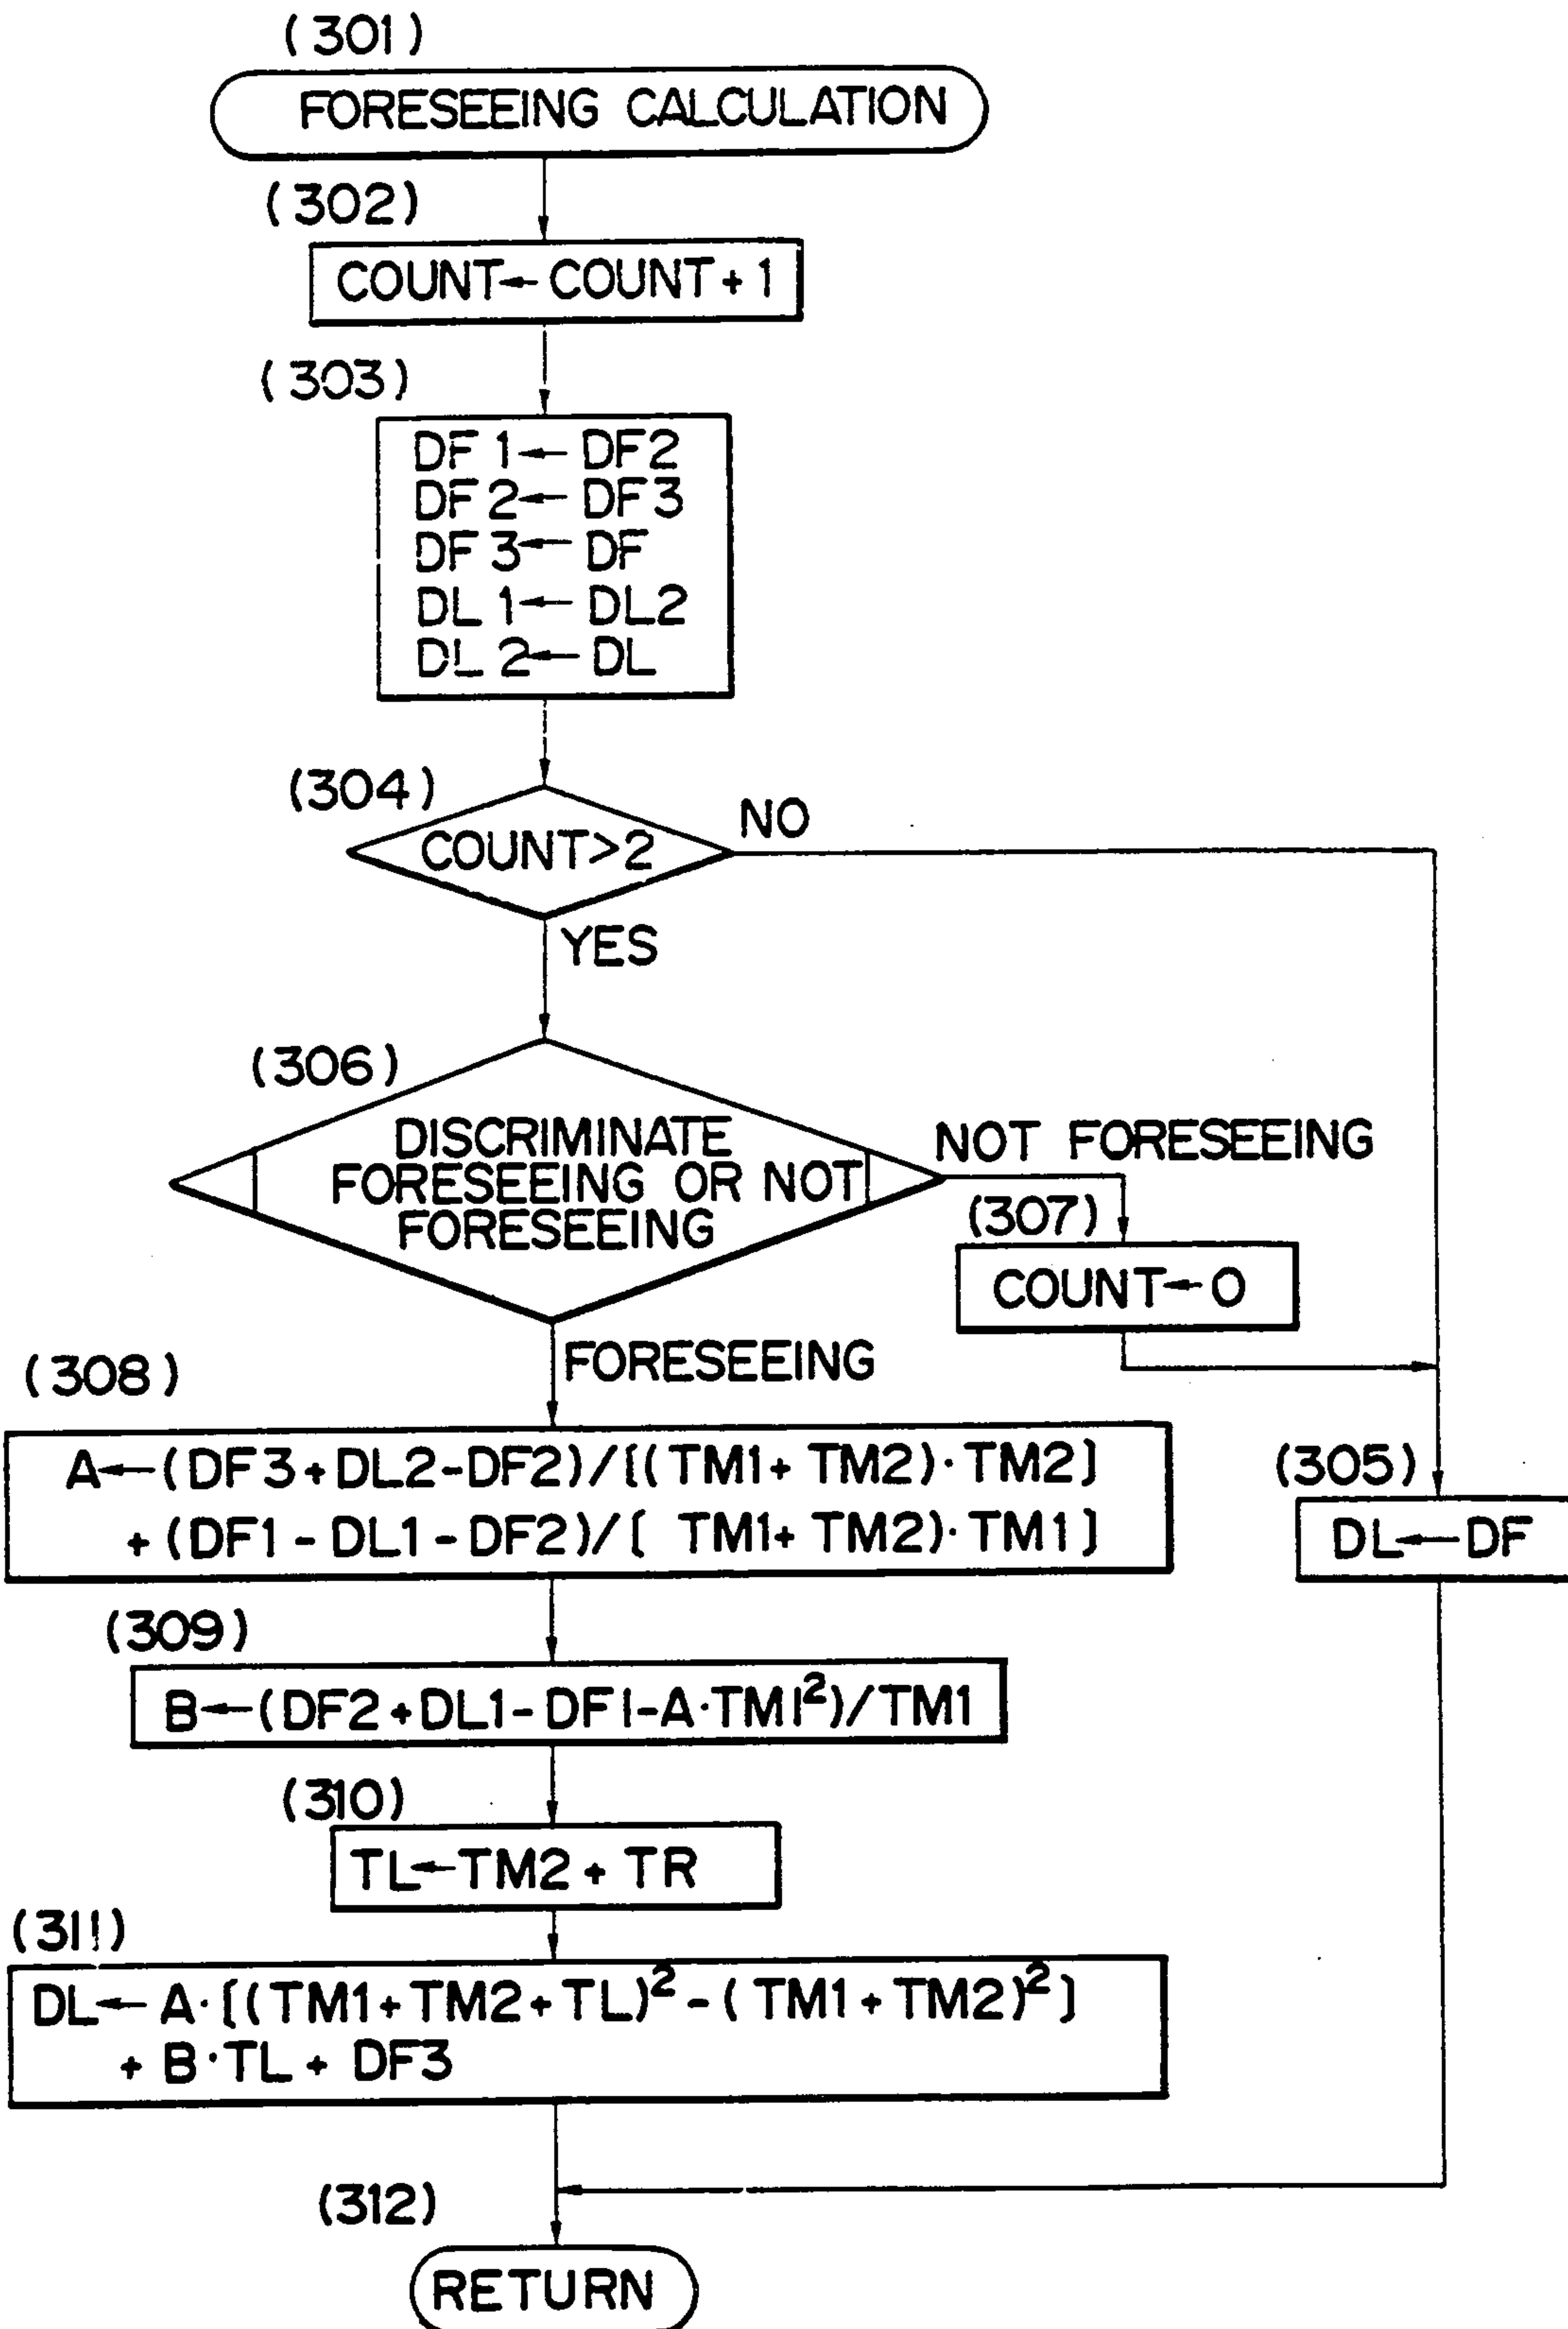 (301)
FORESEEING CALCULATION
(302)
COUNT←COUNT+1
(303)
DF1←DF2
DF2←DF3
DF3←DF
DL1←DL2
DL2←DL
(304)
COUNT>2
NO
YES
(306)
DISCRIMINATE
FORESEEING OR NOT
FORESEEING
NOT FORESEEING
(307)
COUNT←0
FORESEEING
(308)
A←(DF3+DL2-DF2)/[(TM1+TM2)·TM2]
+(DF1-DL1-DF2)/[ TM1+TM2)·TM1]
(305)
DL←DF
(309)
B←(DF2+DL1-DF1-A·TM1²)/TM1
(310)
TL←TM2+TR
(311)
DL←A·[(TM1+TM2+TL)²-(TM1+TM2)²]
+B·TL+DF3
(312)
RETURN